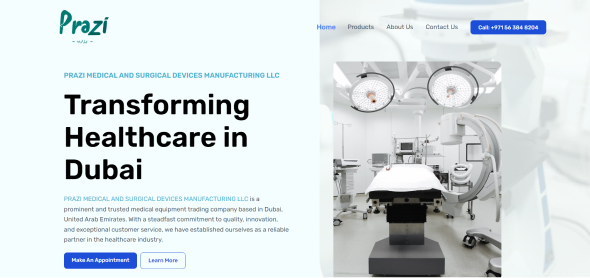 Prazi
Home Products About Us Contact Us Call: +971 56 384 8204
PRAZI MEDICAL AND SURGICAL DEVICES MANUFACTURING LLC
Transforming
Healthcare in
Dubai
PRAZI MEDICAL AND SURGICAL DEVICES MANUFACTURING LLC is a
prominent and trusted medical equipment trading company based in Dubai,
United Arab Emirates. With a steadfast commitment to quality, innovation,
and exceptional customer service, we have established ourselves as a reliable
partner in the healthcare industry.
Make An Appointment Learn More